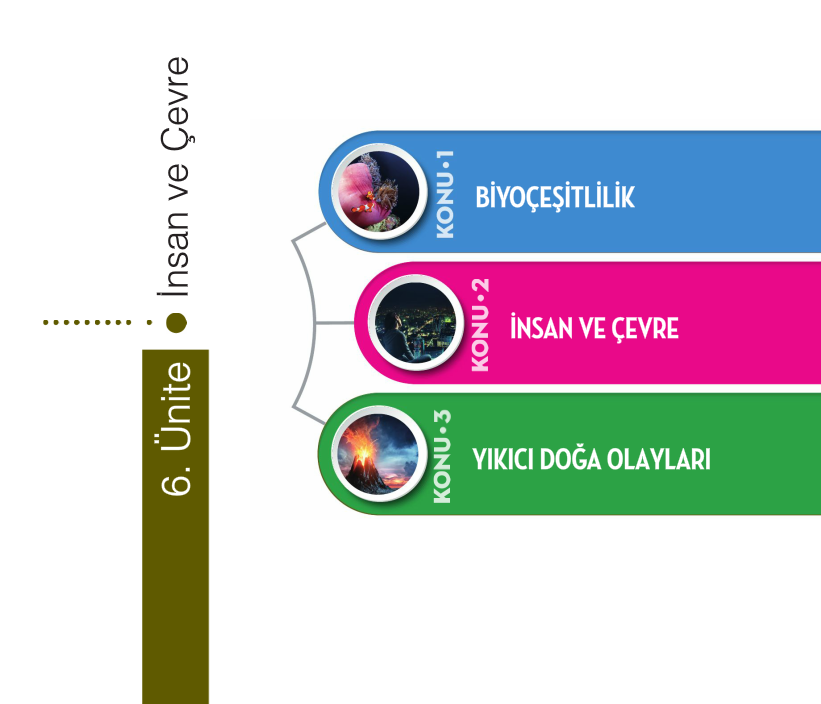 6. Ünite
İnsan ve Çevre
KONU•1
BİYOÇEŞİTLİLİK
KONU•2
İNSAN VE ÇEVRE
KONU•3
YIKICI DOĞA OLAYLARI